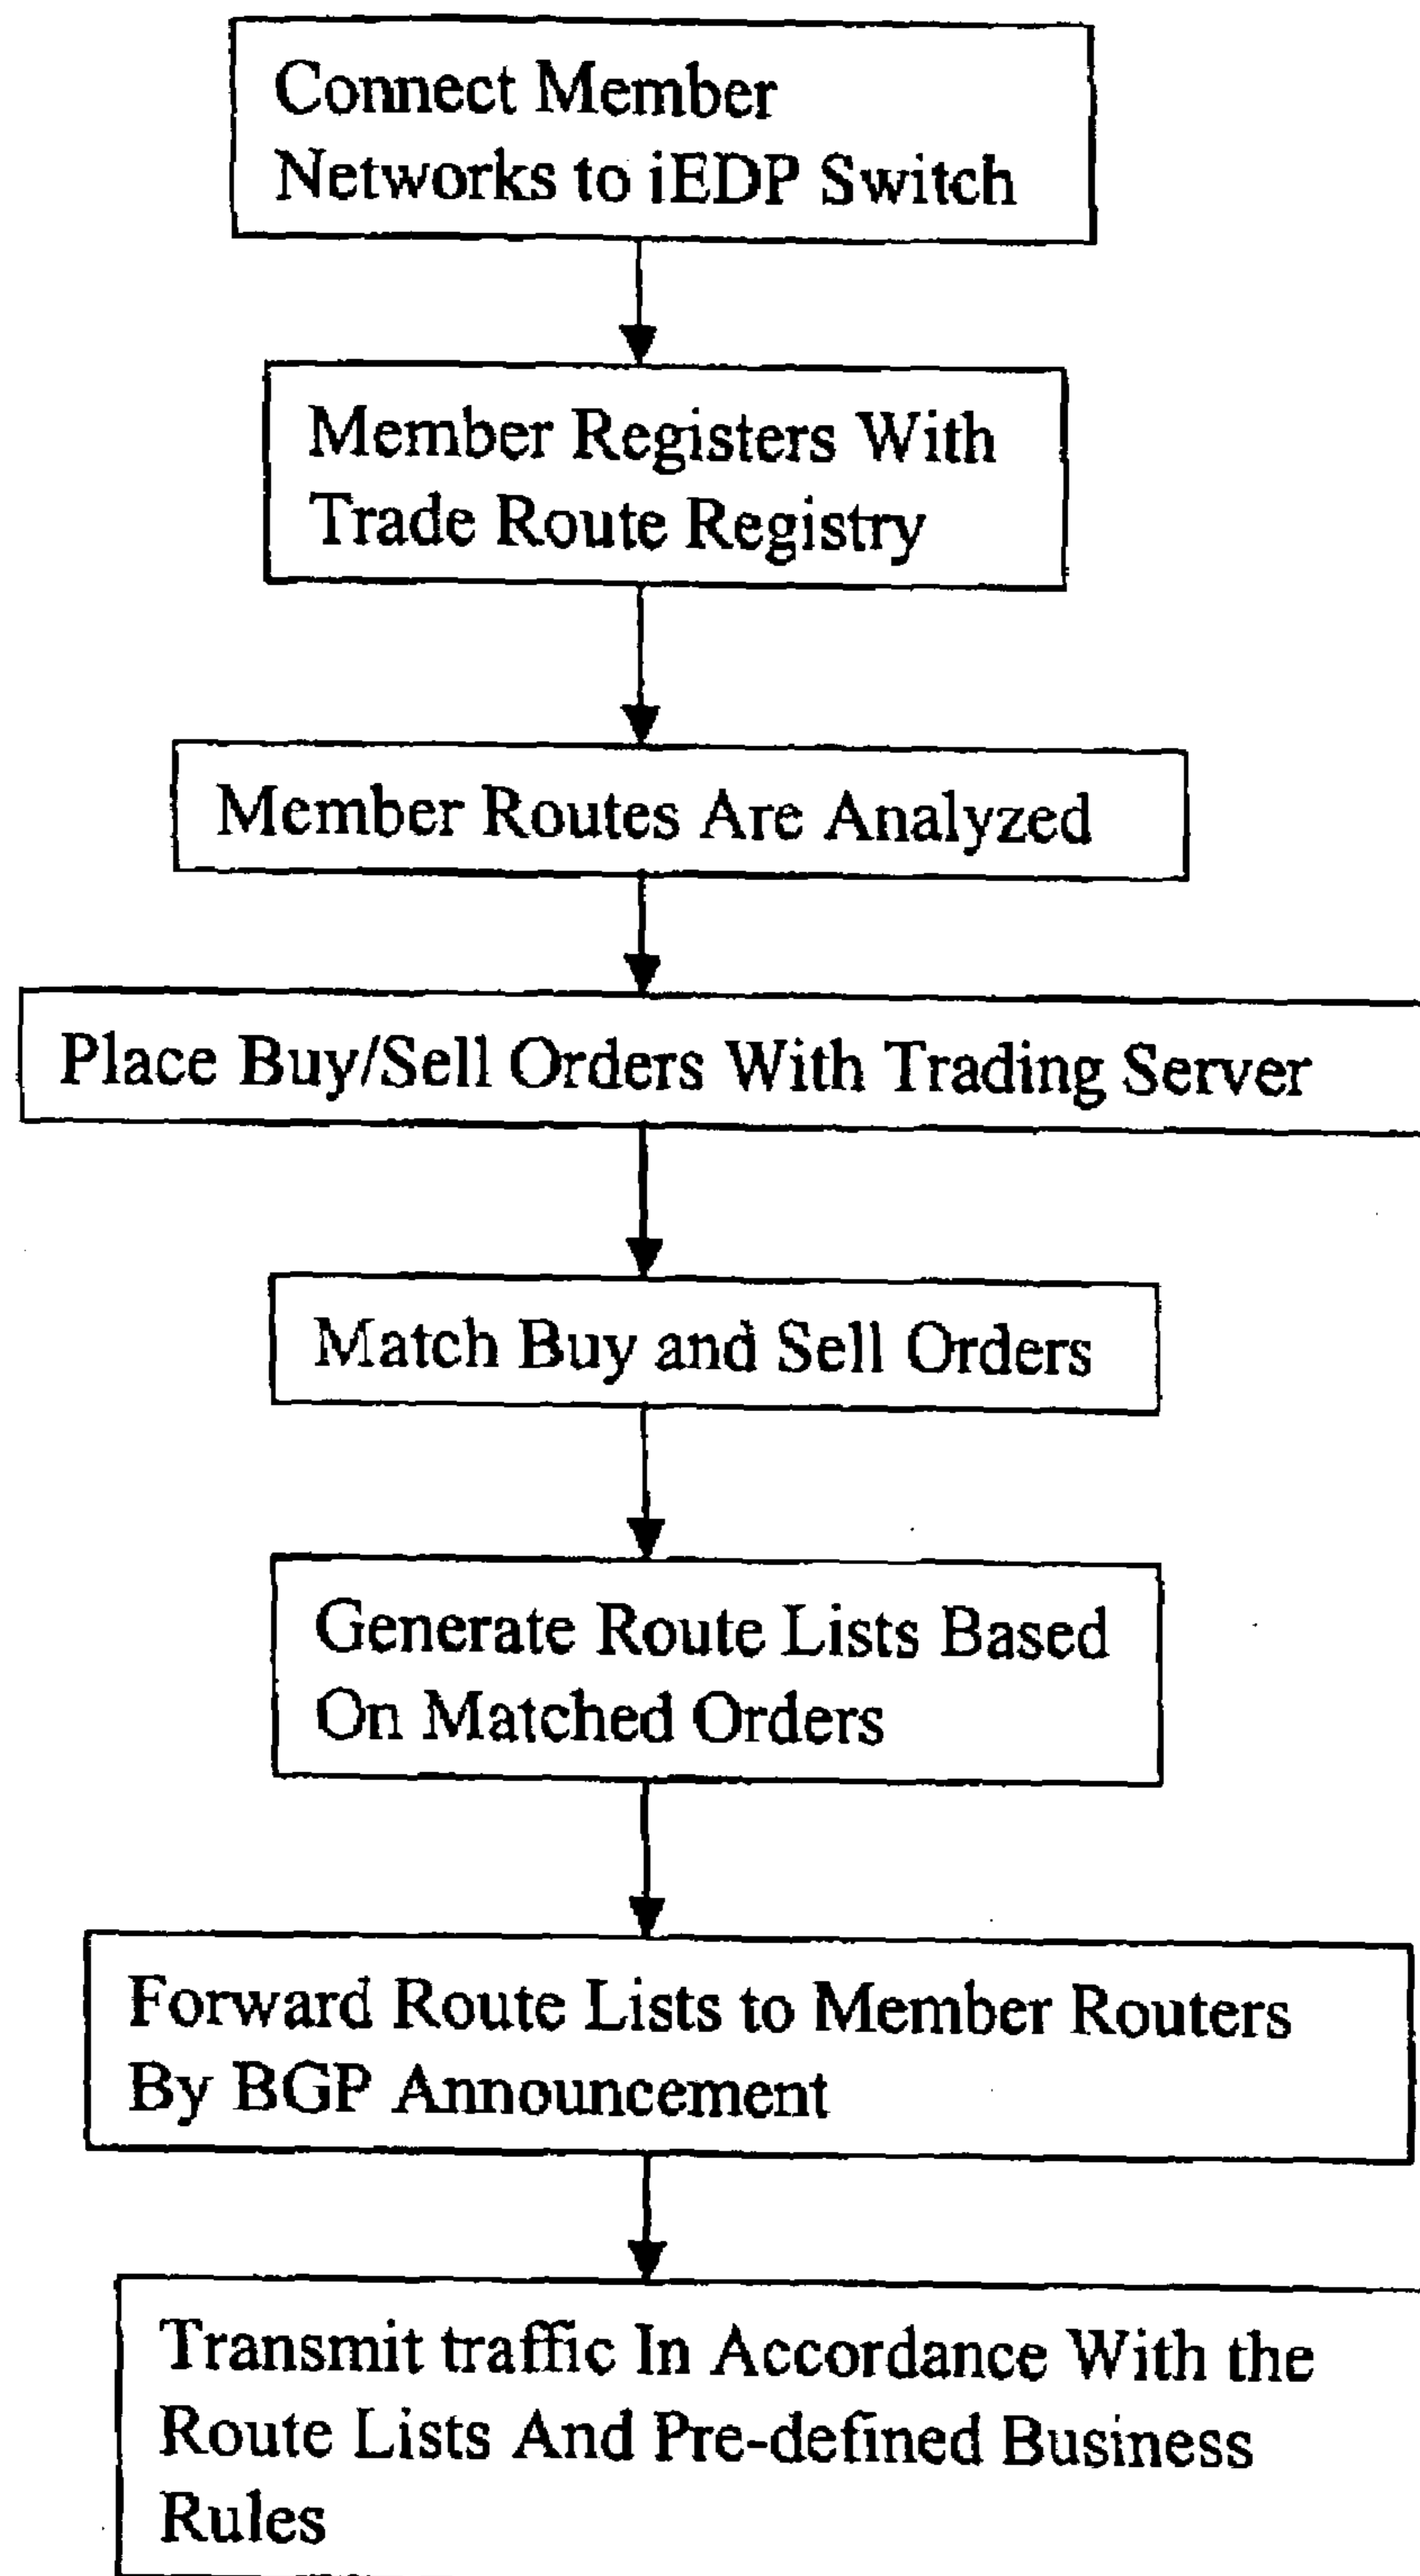 Connect Member
Networks to iEDP Switch
Member Registers With
Trade Route Registry
Member Routes Are Analyzed
Place Buy/Sell Orders With Trading Server
Match Buy and Sell Orders
Generate Route Lists Based
On Matched Orders
Forward Route Lists to Member Routers
By BGP Announcement
Transmit traffic In Accordance With the
Route Lists And Pre-defined Business
Rules